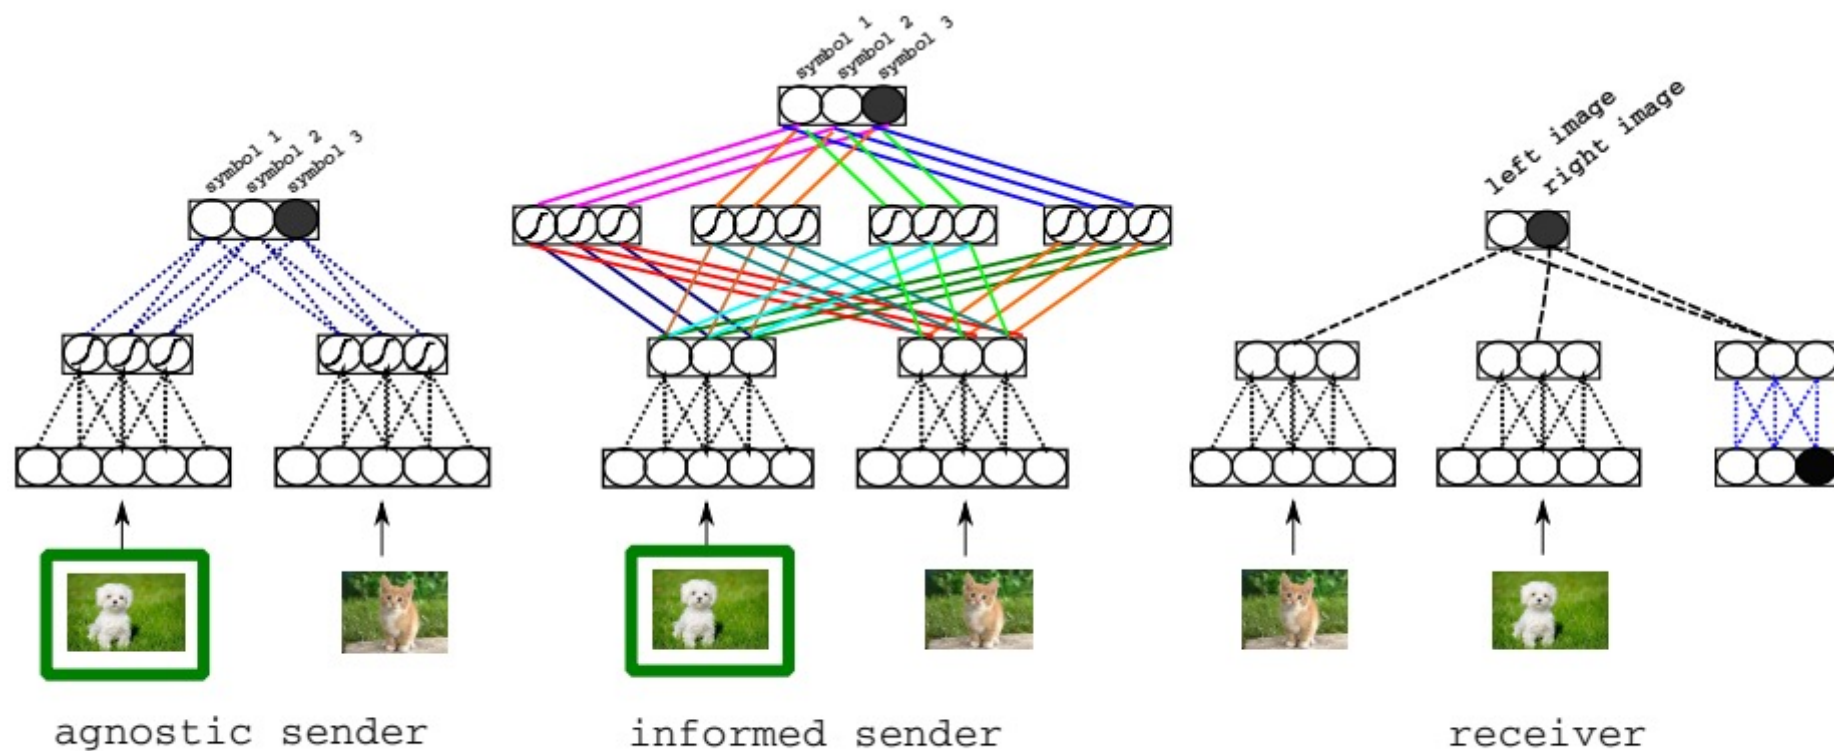 symbol 1
symbol 2
symbol 3
symbol 1
symbol 2
symbol 3
left image
right image
agnostic sender
informed sender
receiver